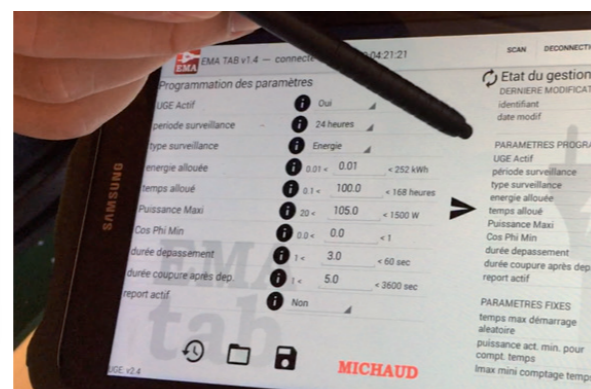 EMA TAB v1.4 — connecté 04:21:21
SCAN DECONNECTI
EMA
Programmation des paramètres
UGE Actif Oui
periode surveillance 24 heures
type surveillance Energie
energie allouée 0.01 < 0.01 < 252 kWh
temps alloué 0.1 < 100.0 < 168 heures
Puissance Maxi 20 < 105.0 < 1500 W
Cos Phi Min 0.0 < 0.0 < 1
durée depassement 1 < 3.0 < 60 sec
durée coupure après dep. 1 < 5.0 < 3600 sec
report actif Non
EMA
tab
MICHAUD
UGE. v2.4
SAMSUNG
Etat du gestion
DERNIERE MODIFICAT
identifiant
date modif
PARAMETRES PROGRA
UGE Actif
période surveillance
type surveillance
energie allouée
temps alloué
Puissance Maxi
Cos Phi Min
durée depassement
durée coupure après dep
report actif
PARAMETRES FIXES
temps max démarrage
aleatoire
puissance act. min. pour
compt. temps
Imax mini comptage temp